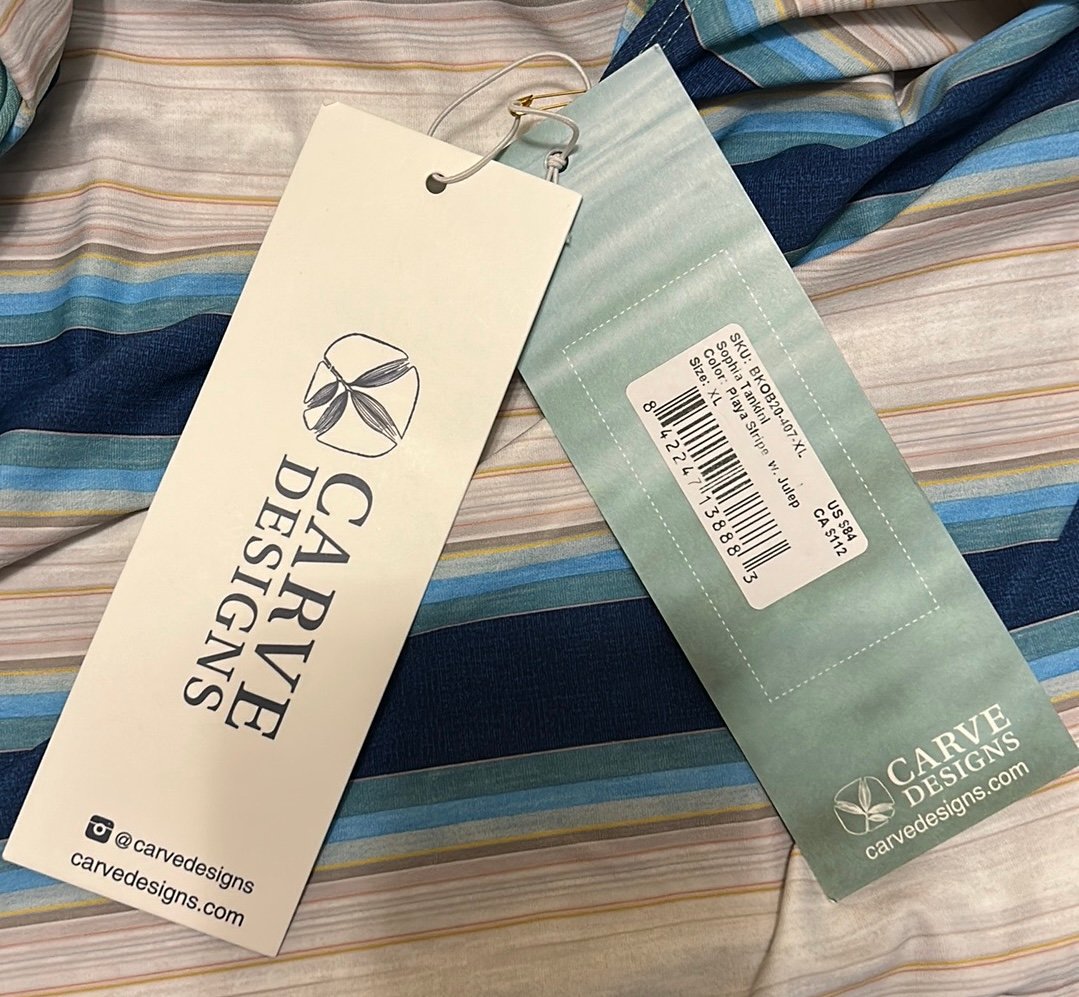 CARVE
DESIGNS
@carvedesigns
carvedesigns.com
SKU: BKOB20-407-XL
Sophia Tankini
Color: Playa Stripe w. Julep
Size: XL
US $84
CA $112
8 42247 13888 3
CARVE
DESIGNS
carvedesigns.com